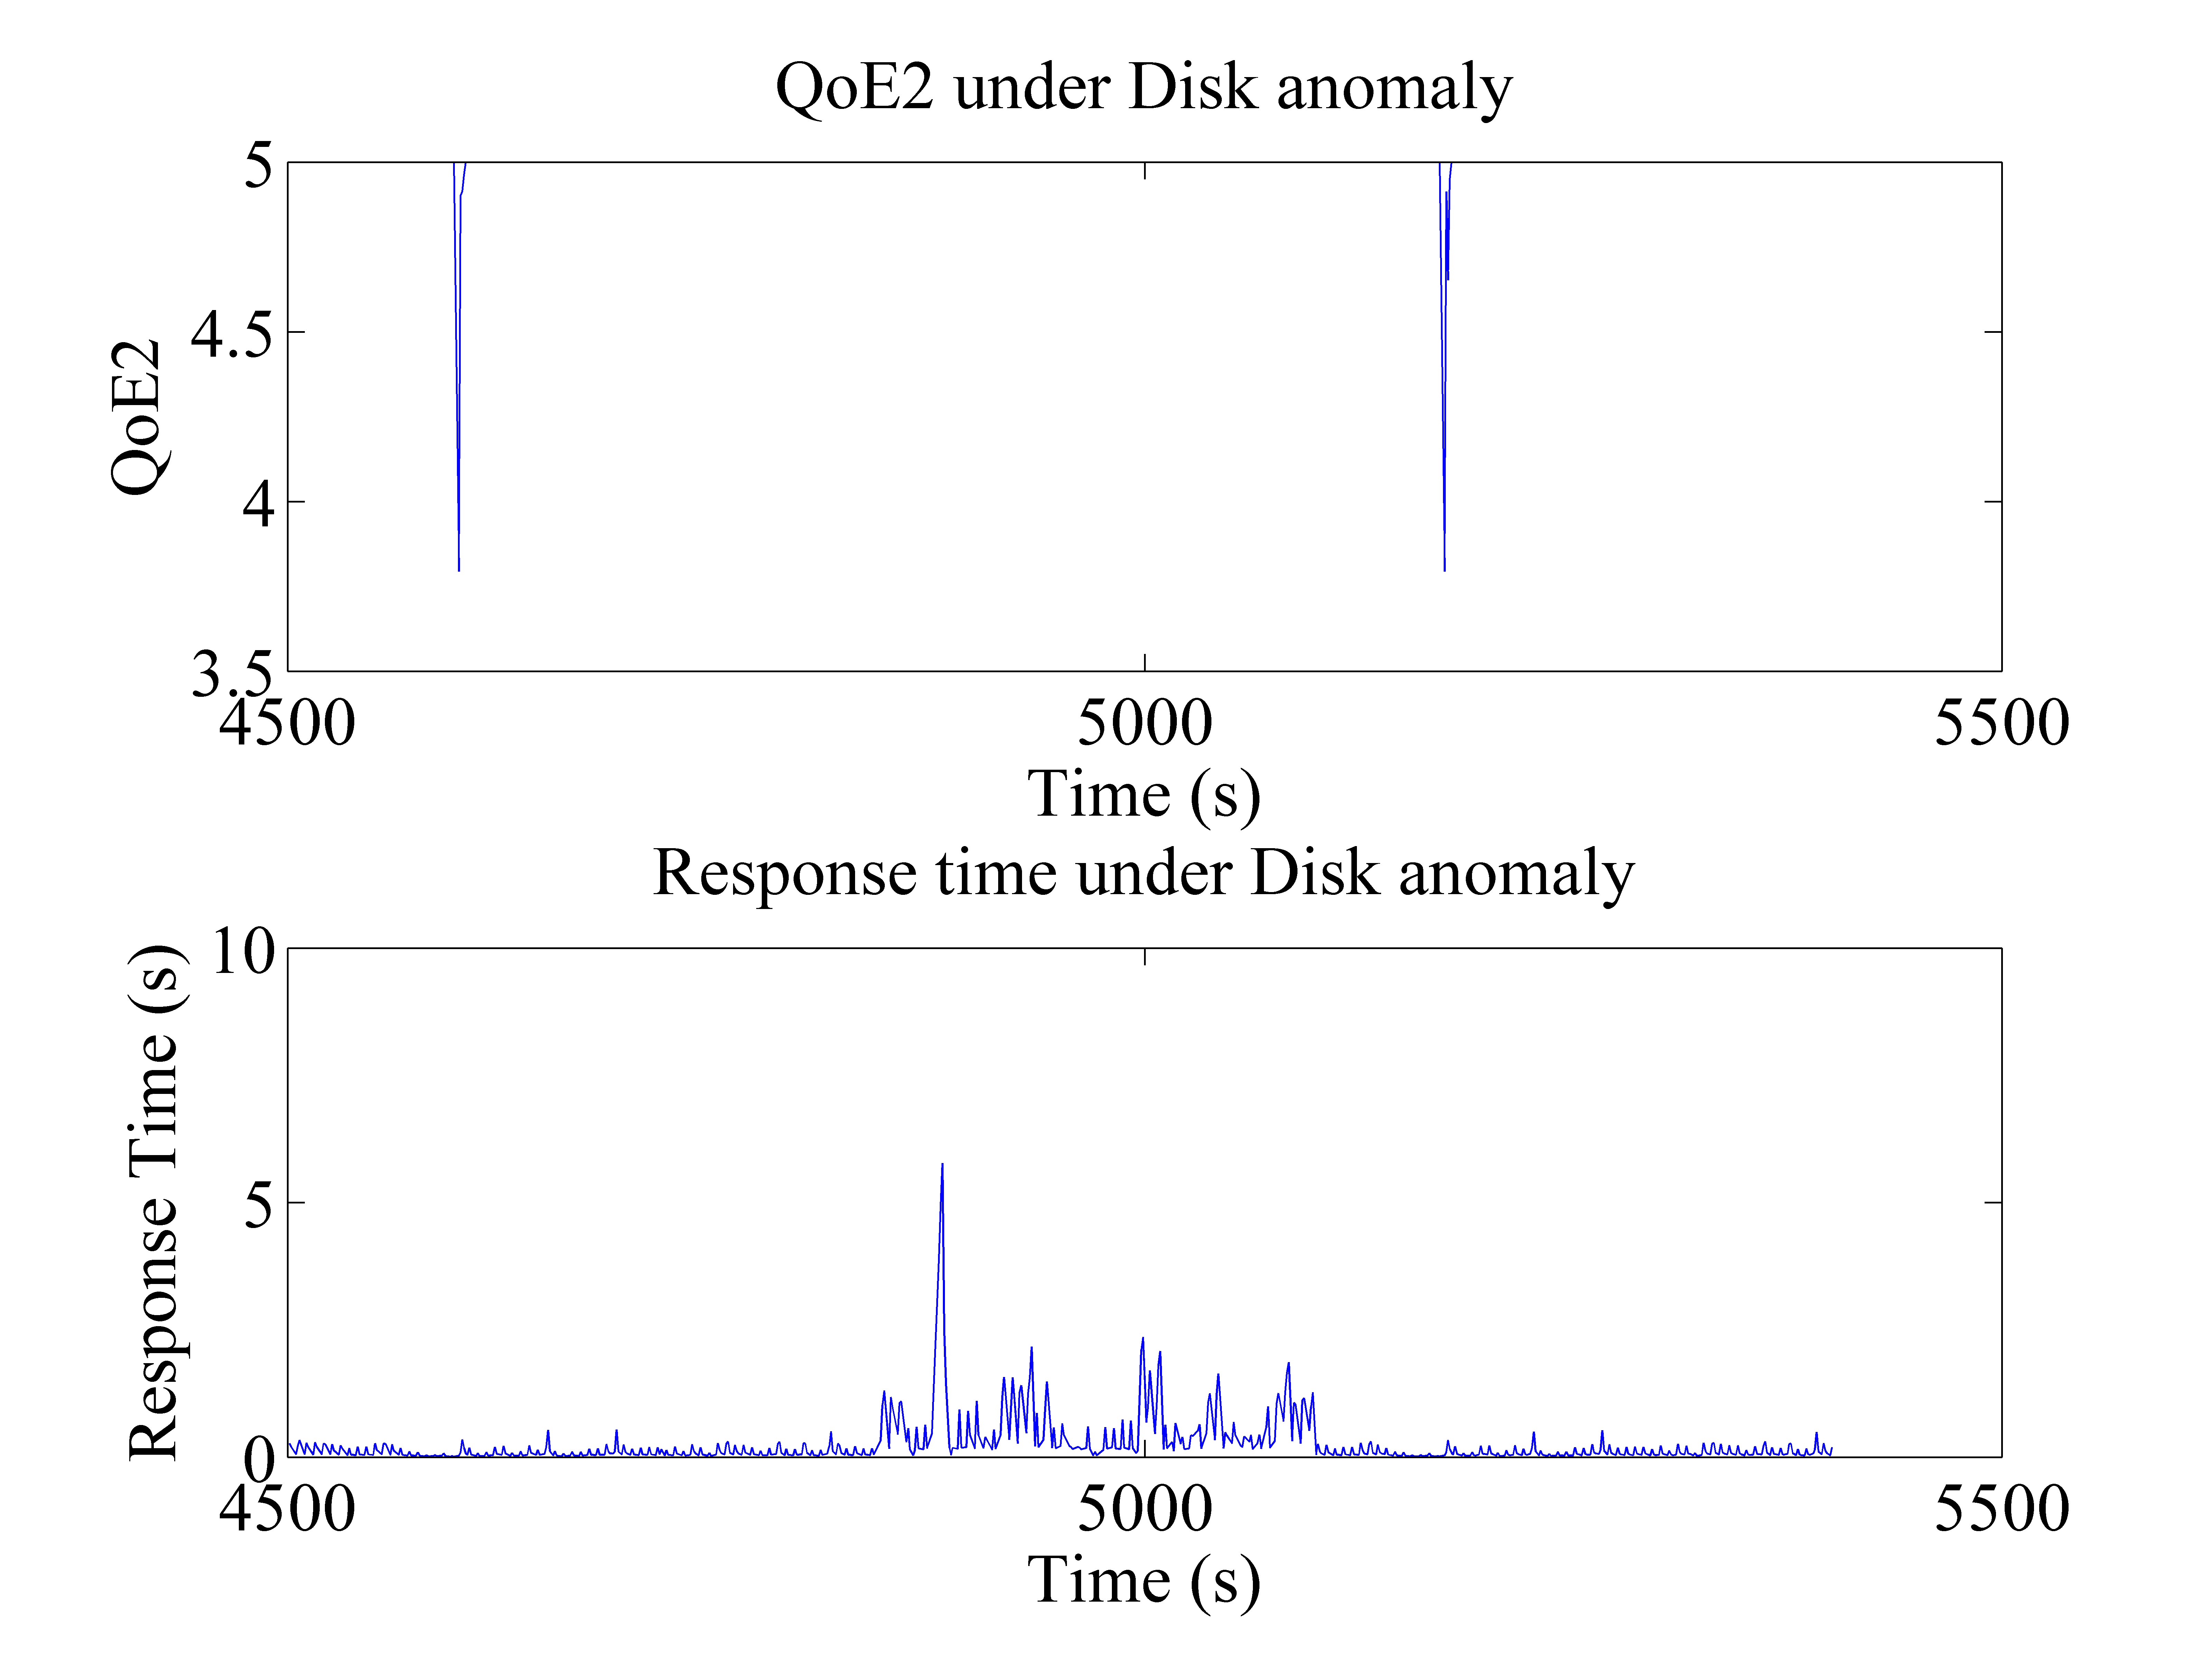 QoE2 under Disk anomaly
5
4.5
4
3.5
QoE2
4500 5000 5500
Time (s)
Response time under Disk anomaly
10
5
0
Response Time (s)
4500 5000 5500
Time (s)